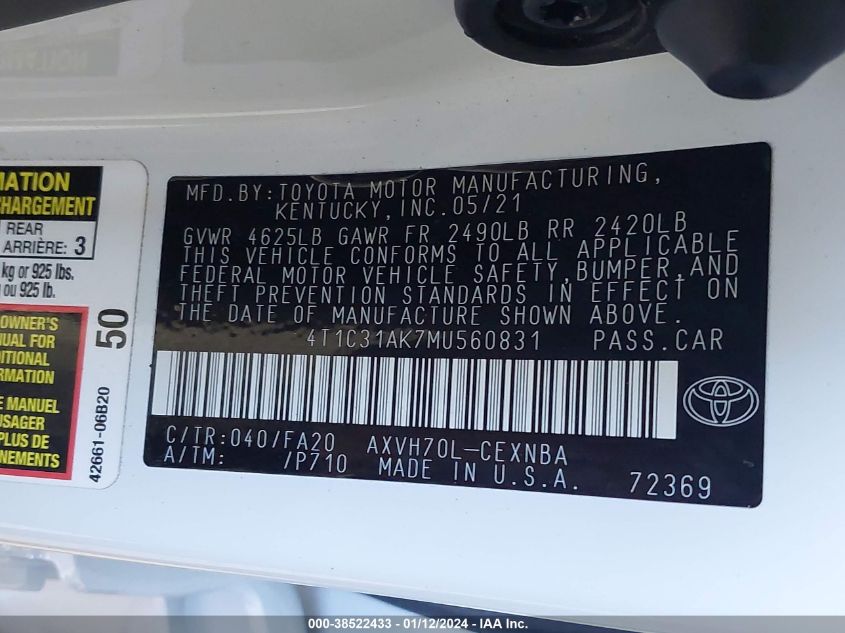 MFD.BY:TOYOTA MOTOR MANUFACTURING,
KENTUCKY,INC.05/21
GVWR 4625LB GAWR FR 2490LB RR 2420LB
THIS VEHICLE CONFORMS TO ALL APPLICABLE
FEDERAL MOTOR VEHICLE SAFETY,BUMPER,AND
THEFT PREVENTION STANDARDS IN EFFECT ON
THE DATE OF MANUFACTURE SHOWN ABOVE.
4T1C31AK7MU560831 PASS.CAR
C/TR:040/FA20 AXVH70L-CEXNBA
A/TM: /P710 MADE IN U.S.A. 72369
MATION
CHARGEMENT
REAR
ARRIÈRE: 3
kg or 925 lbs.
ou 925 lb.
OWNER'S
MANUAL FOR
DITIONAL
RMATION
E MANUEL
USAGER
PLUS DE
NEMENTS
50
42661-06B20
TOYOTA
000-38522433 - 01/12/2024 - IAA Inc.